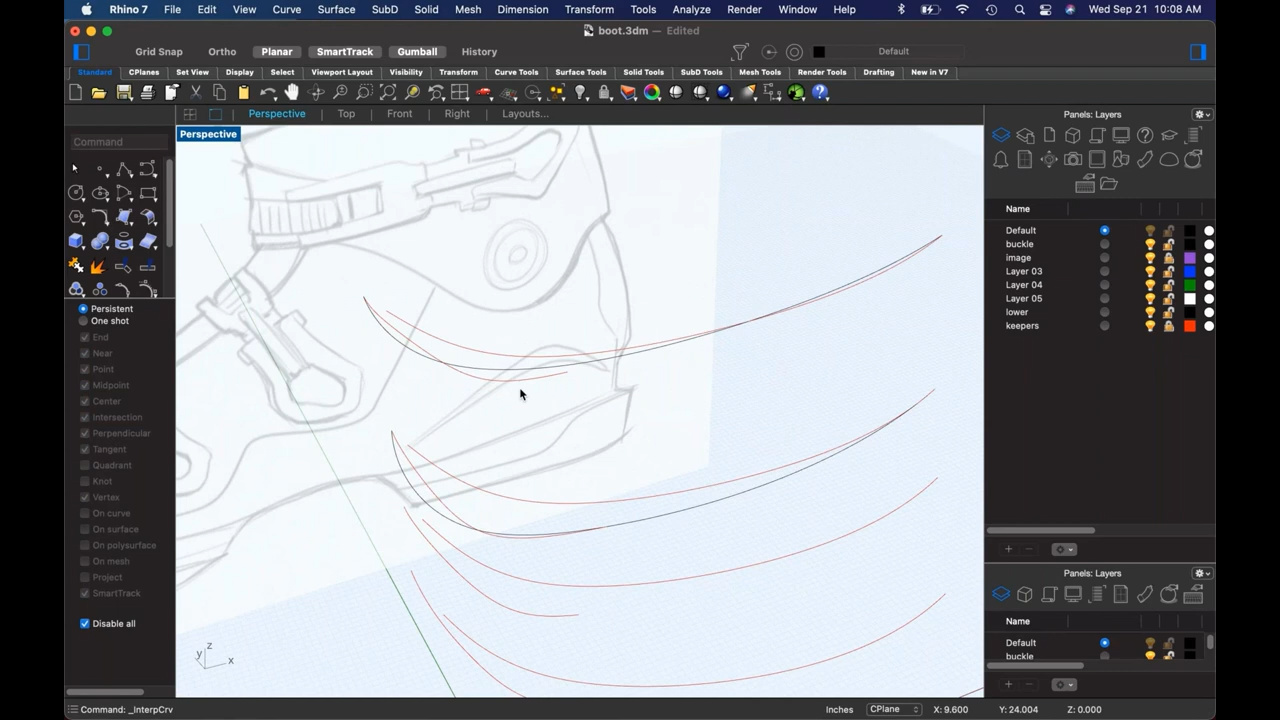 Rhino 7 File Edit View Curve Surface SubD Solid Mesh Dimension Transform Tools Analyze Render Window Help Wed Sep 21 10:08 AM
boot.3dm — Edited
Grid Snap Ortho Planar SmartTrack Gumball History Default
Standard CPlanes Set View Display Select Viewport Layout Visibility Transform Curve Tools Surface Tools Solid Tools SubD Tools Mesh Tools Render Tools Drafting New in V7
Perspective Top Front Right Layouts...
Panels: Layers
Perspective
Command
Name
Default
buckle
image
Layer 03
Layer 04
Layer 05
lower
keepers
Persistent
One shot
End
Near
Point
Midpoint
Center
Intersection
Perpendicular
Tangent
Quadrant
Knot
Vertex
On curve
On surface
On polysurface
On mesh
Project
SmartTrack
Disable all
Panels: Layers
Name
Default
buckle
z
y
x
Command: _InterpCrv Inches CPlane X: 9.600 Y: 24.004 Z: 0.000